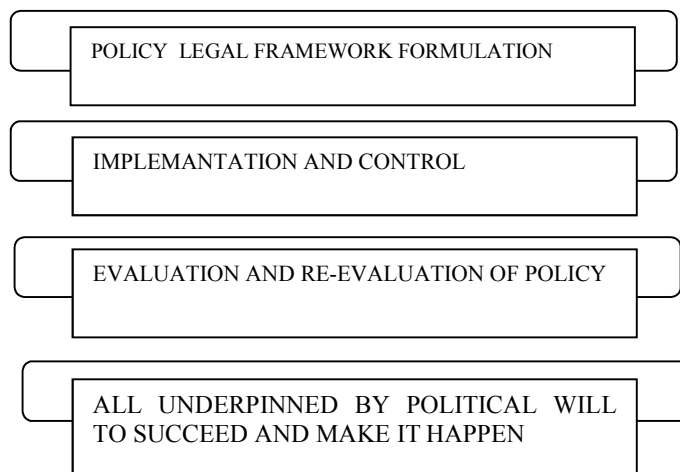 POLICY LEGAL FRAMEWORK FORMULATION
IMPLEMANTATION AND CONTROL
EVALUATION AND RE-EVALUATION OF POLICY
ALL UNDERPINNED BY POLITICAL WILL
TO SUCCEED AND MAKE IT HAPPEN